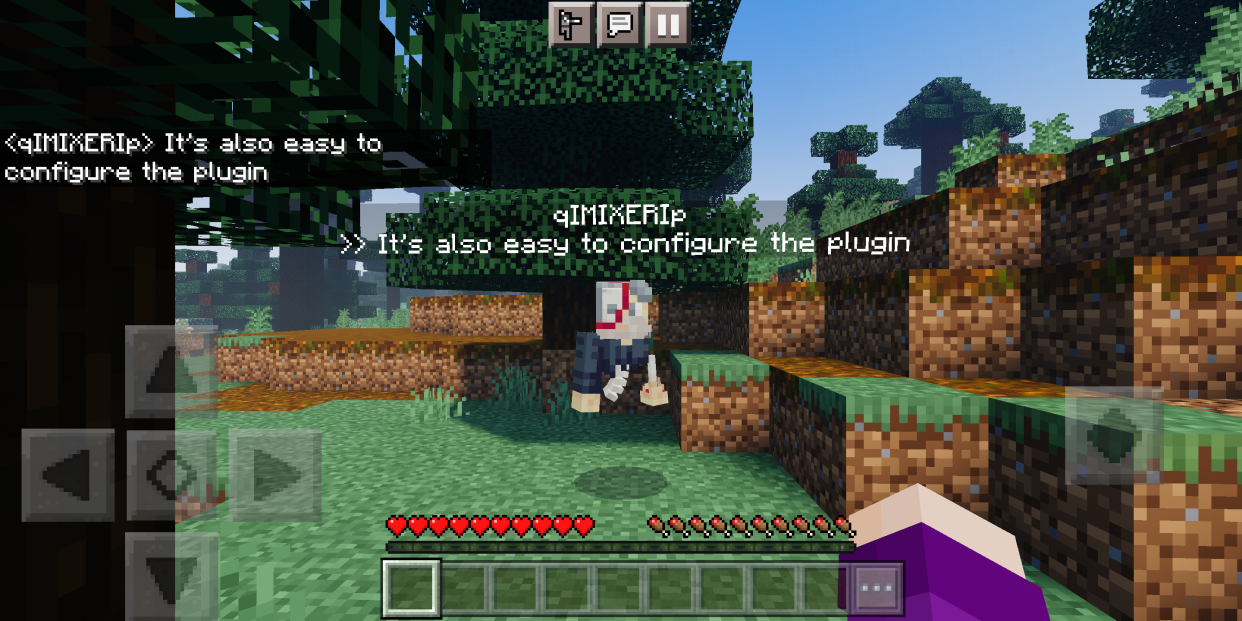 <qIMIXERIp> It's also easy to
configure the plugin
qIMIXERIp
>> It's also easy to configure the plugin